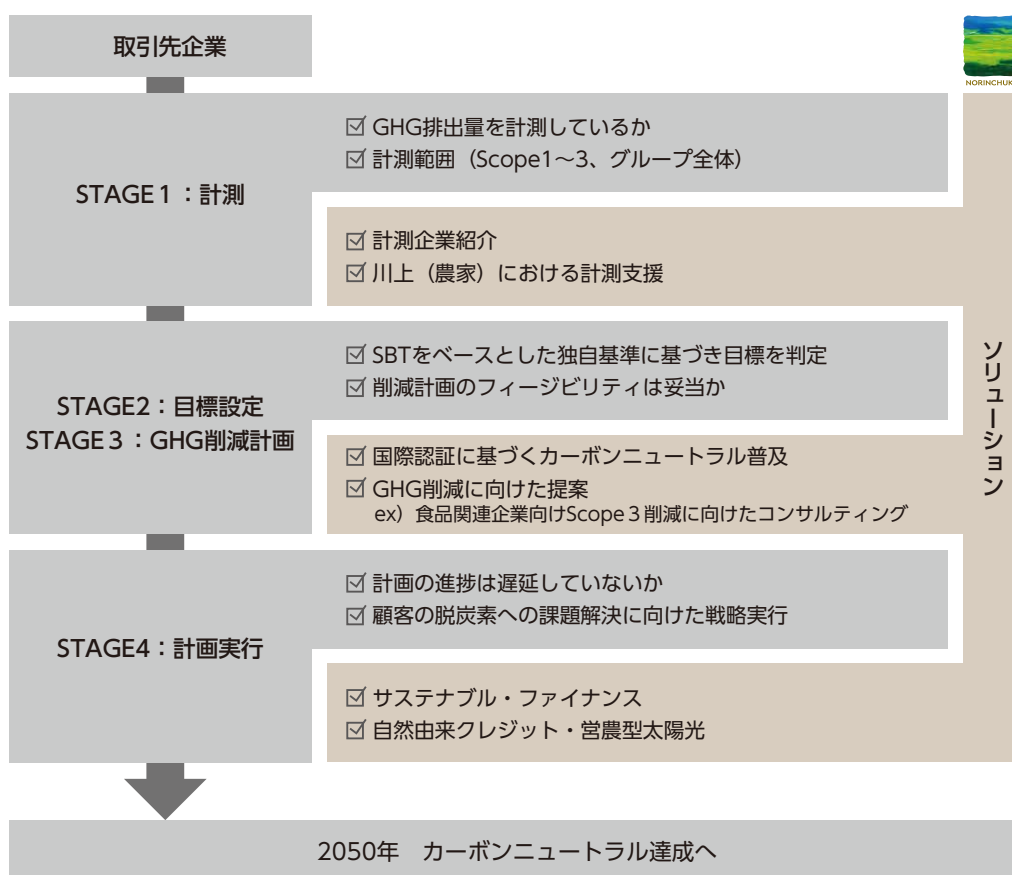 取引先企業
NORINCHUK
STAGE1：計測
☑ GHG排出量を計測しているか
☑ 計測範囲（Scope1～3、グループ全体）
☑ 計測企業紹介
☑ 川上（農家）における計測支援
STAGE2：目標設定
STAGE3：GHG削減計画
☑ SBTをベースとした独自基準に基づき目標を判定
☑ 削減計画のフィージビリティは妥当か
☑ 国際認証に基づくカーボンニュートラル普及
☑ GHG削減に向けた提案
ex）食品関連企業向けScope3削減に向けたコンサルティング
STAGE4：計画実行
☑ 計画の進捗は遅延していないか
☑ 顧客の脱炭素への課題解決に向けた戦略実行
☑ サステナブル・ファイナンス
☑ 自然由来クレジット・営農型太陽光
ソリューション
2050年　カーボンニュートラル達成へ